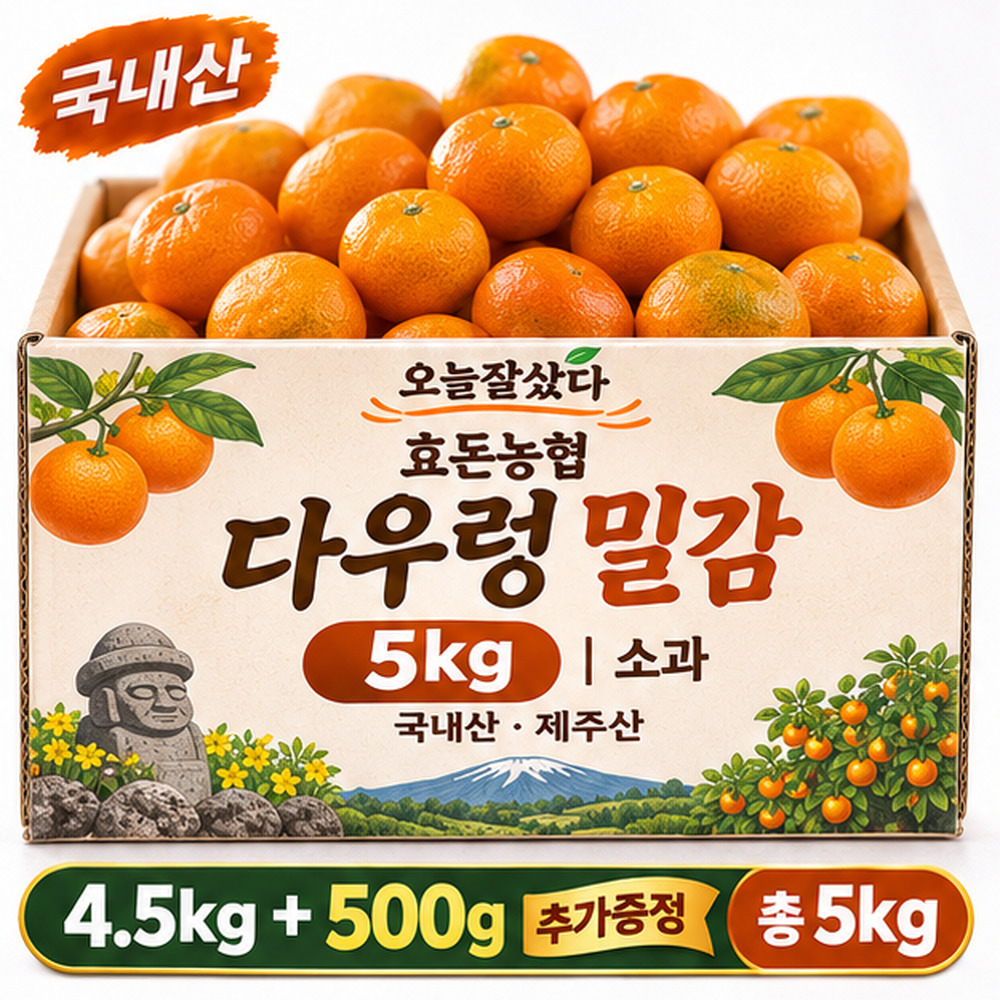 국내산
오늘잘샀다
효돈농협
다우렁 밀감
5kg | 소과
국내산 · 제주산
4.5kg + 500g 추가증정 총 5kg